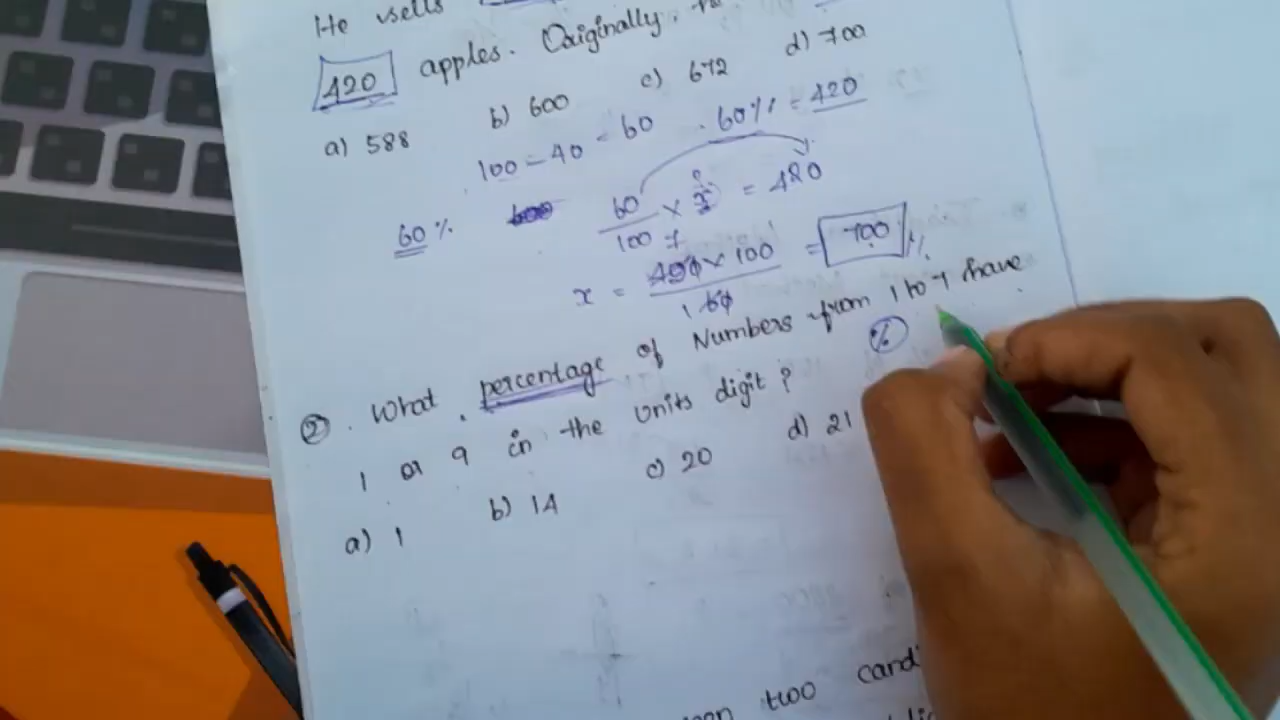 He sells
420 apples. Originally, he
a) 588 b) 600 c) 672 d) 700
100 - 40 = 60 . 60% = 420
60% 60/100 × x = 420
x = 420 × 100 / 60 = 700
② . What percentage of Numbers from 1 to 7 have
1 or 9 in the units digit ? %
a) 1 b) 14 c) 20 d) 21
two candi